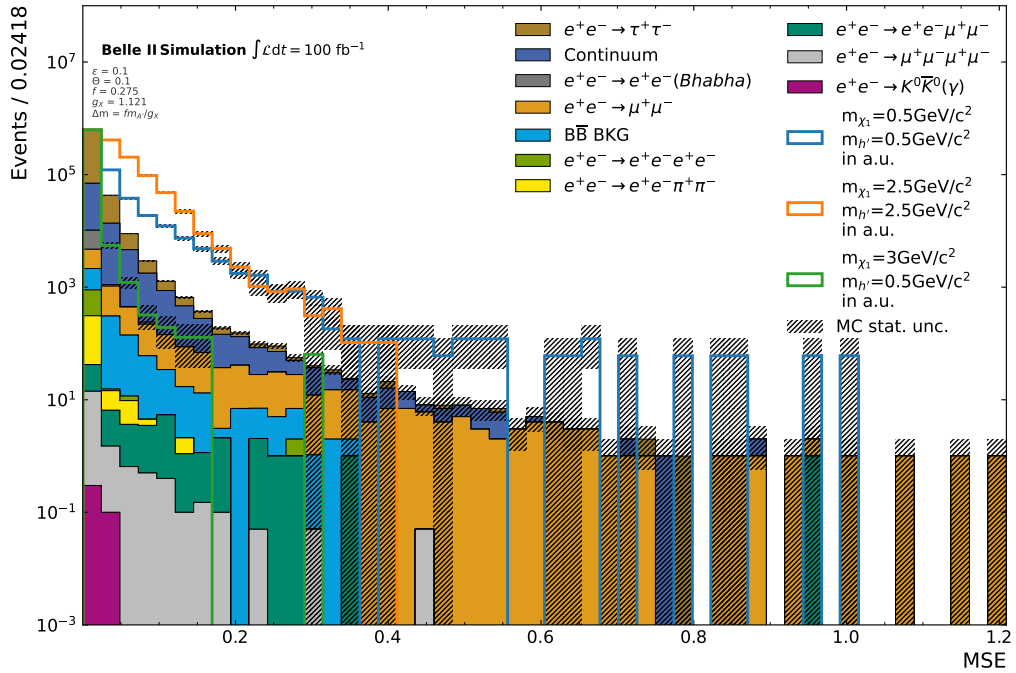 Events / 0.02418
10⁷
10⁵
10³
10¹
10⁻¹
10⁻³
Belle II Simulation ∫ℒdt = 100 fb⁻¹
ε = 0.1
Θ = 0.1
f = 0.275
g_X = 1.121
Δm = fm_A'/g_X
e⁺e⁻→τ⁺τ⁻
Continuum
e⁺e⁻→e⁺e⁻(Bhabha)
e⁺e⁻→μ⁺μ⁻
BB̅ BKG
e⁺e⁻→e⁺e⁻e⁺e⁻
e⁺e⁻→e⁺e⁻π⁺π⁻
e⁺e⁻→e⁺e⁻μ⁺μ⁻
e⁺e⁻→μ⁺μ⁻μ⁺μ⁻
e⁺e⁻→K⁰K̅⁰(γ)
m_χ₁=0.5GeV/c²
m_h'=0.5GeV/c²
in a.u.
m_χ₁=2.5GeV/c²
m_h'=2.5GeV/c²
in a.u.
m_χ₁=3GeV/c²
m_h'=0.5GeV/c²
in a.u.
MC stat. unc.
0.2 0.4 0.6 0.8 1.0 1.2
MSE